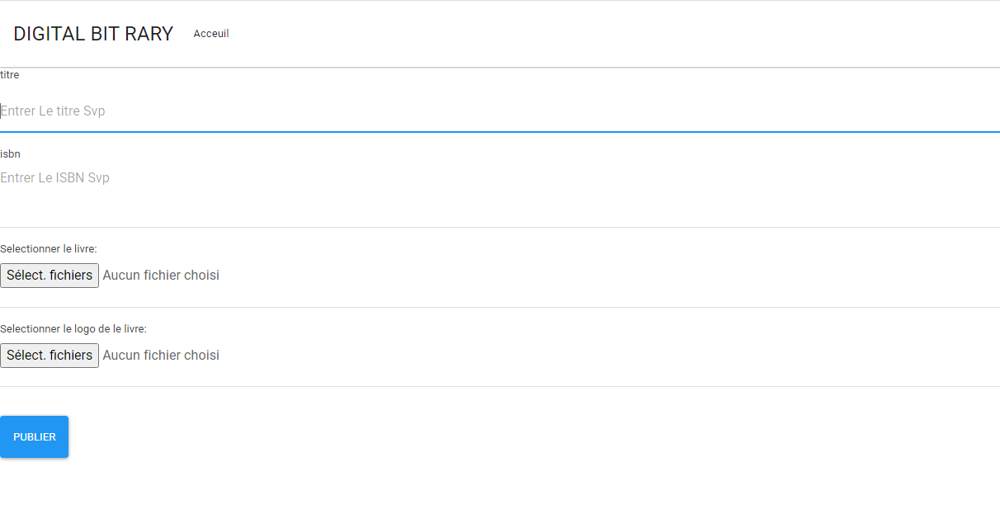 DIGITAL BIT RARY Acceuil
titre
Entrer Le titre Svp
isbn
Entrer Le ISBN Svp
Selectionner le livre:
Sélect. fichiers Aucun fichier choisi
Selectionner le logo de le livre:
Sélect. fichiers Aucun fichier choisi
PUBLIER